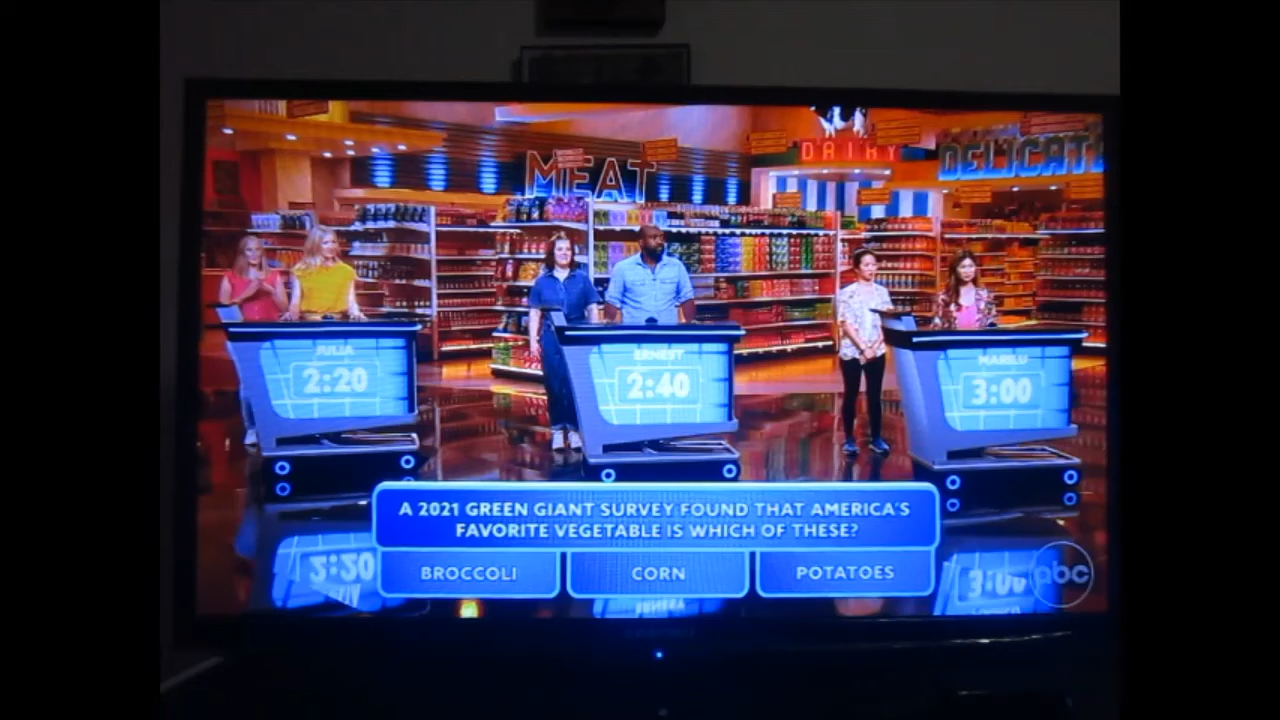 MEAT
DAIRY
DELICAT
JULIA
2:20
ERNEST
2:40
MARILU
3:00
A 2021 GREEN GIANT SURVEY FOUND THAT AMERICA'S
FAVORITE VEGETABLE IS WHICH OF THESE?
BROCCOLI
CORN
POTATOES
abc